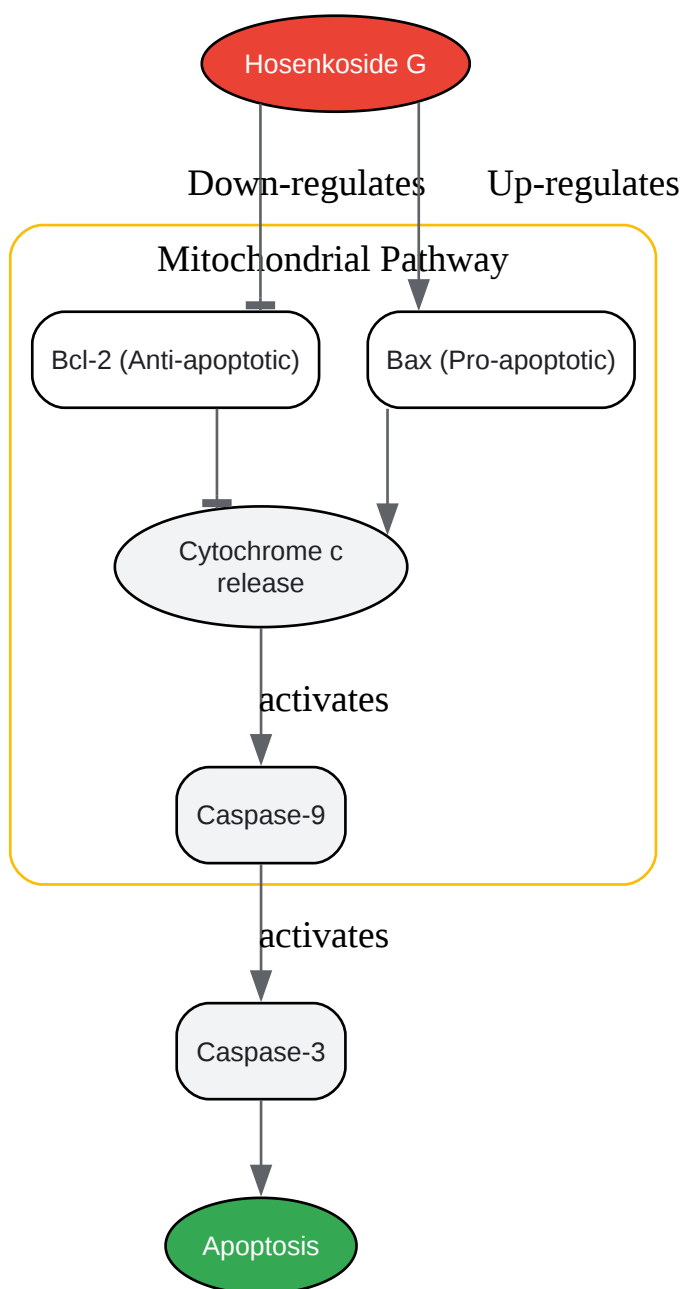 Hosenkoside G
Down-regulates
Up-regulates
Mitochondrial Pathway
Bcl-2 (Anti-apoptotic)
Bax (Pro-apoptotic)
Cytochrome c
release
activates
Caspase-9
activates
Caspase-3
Apoptosis